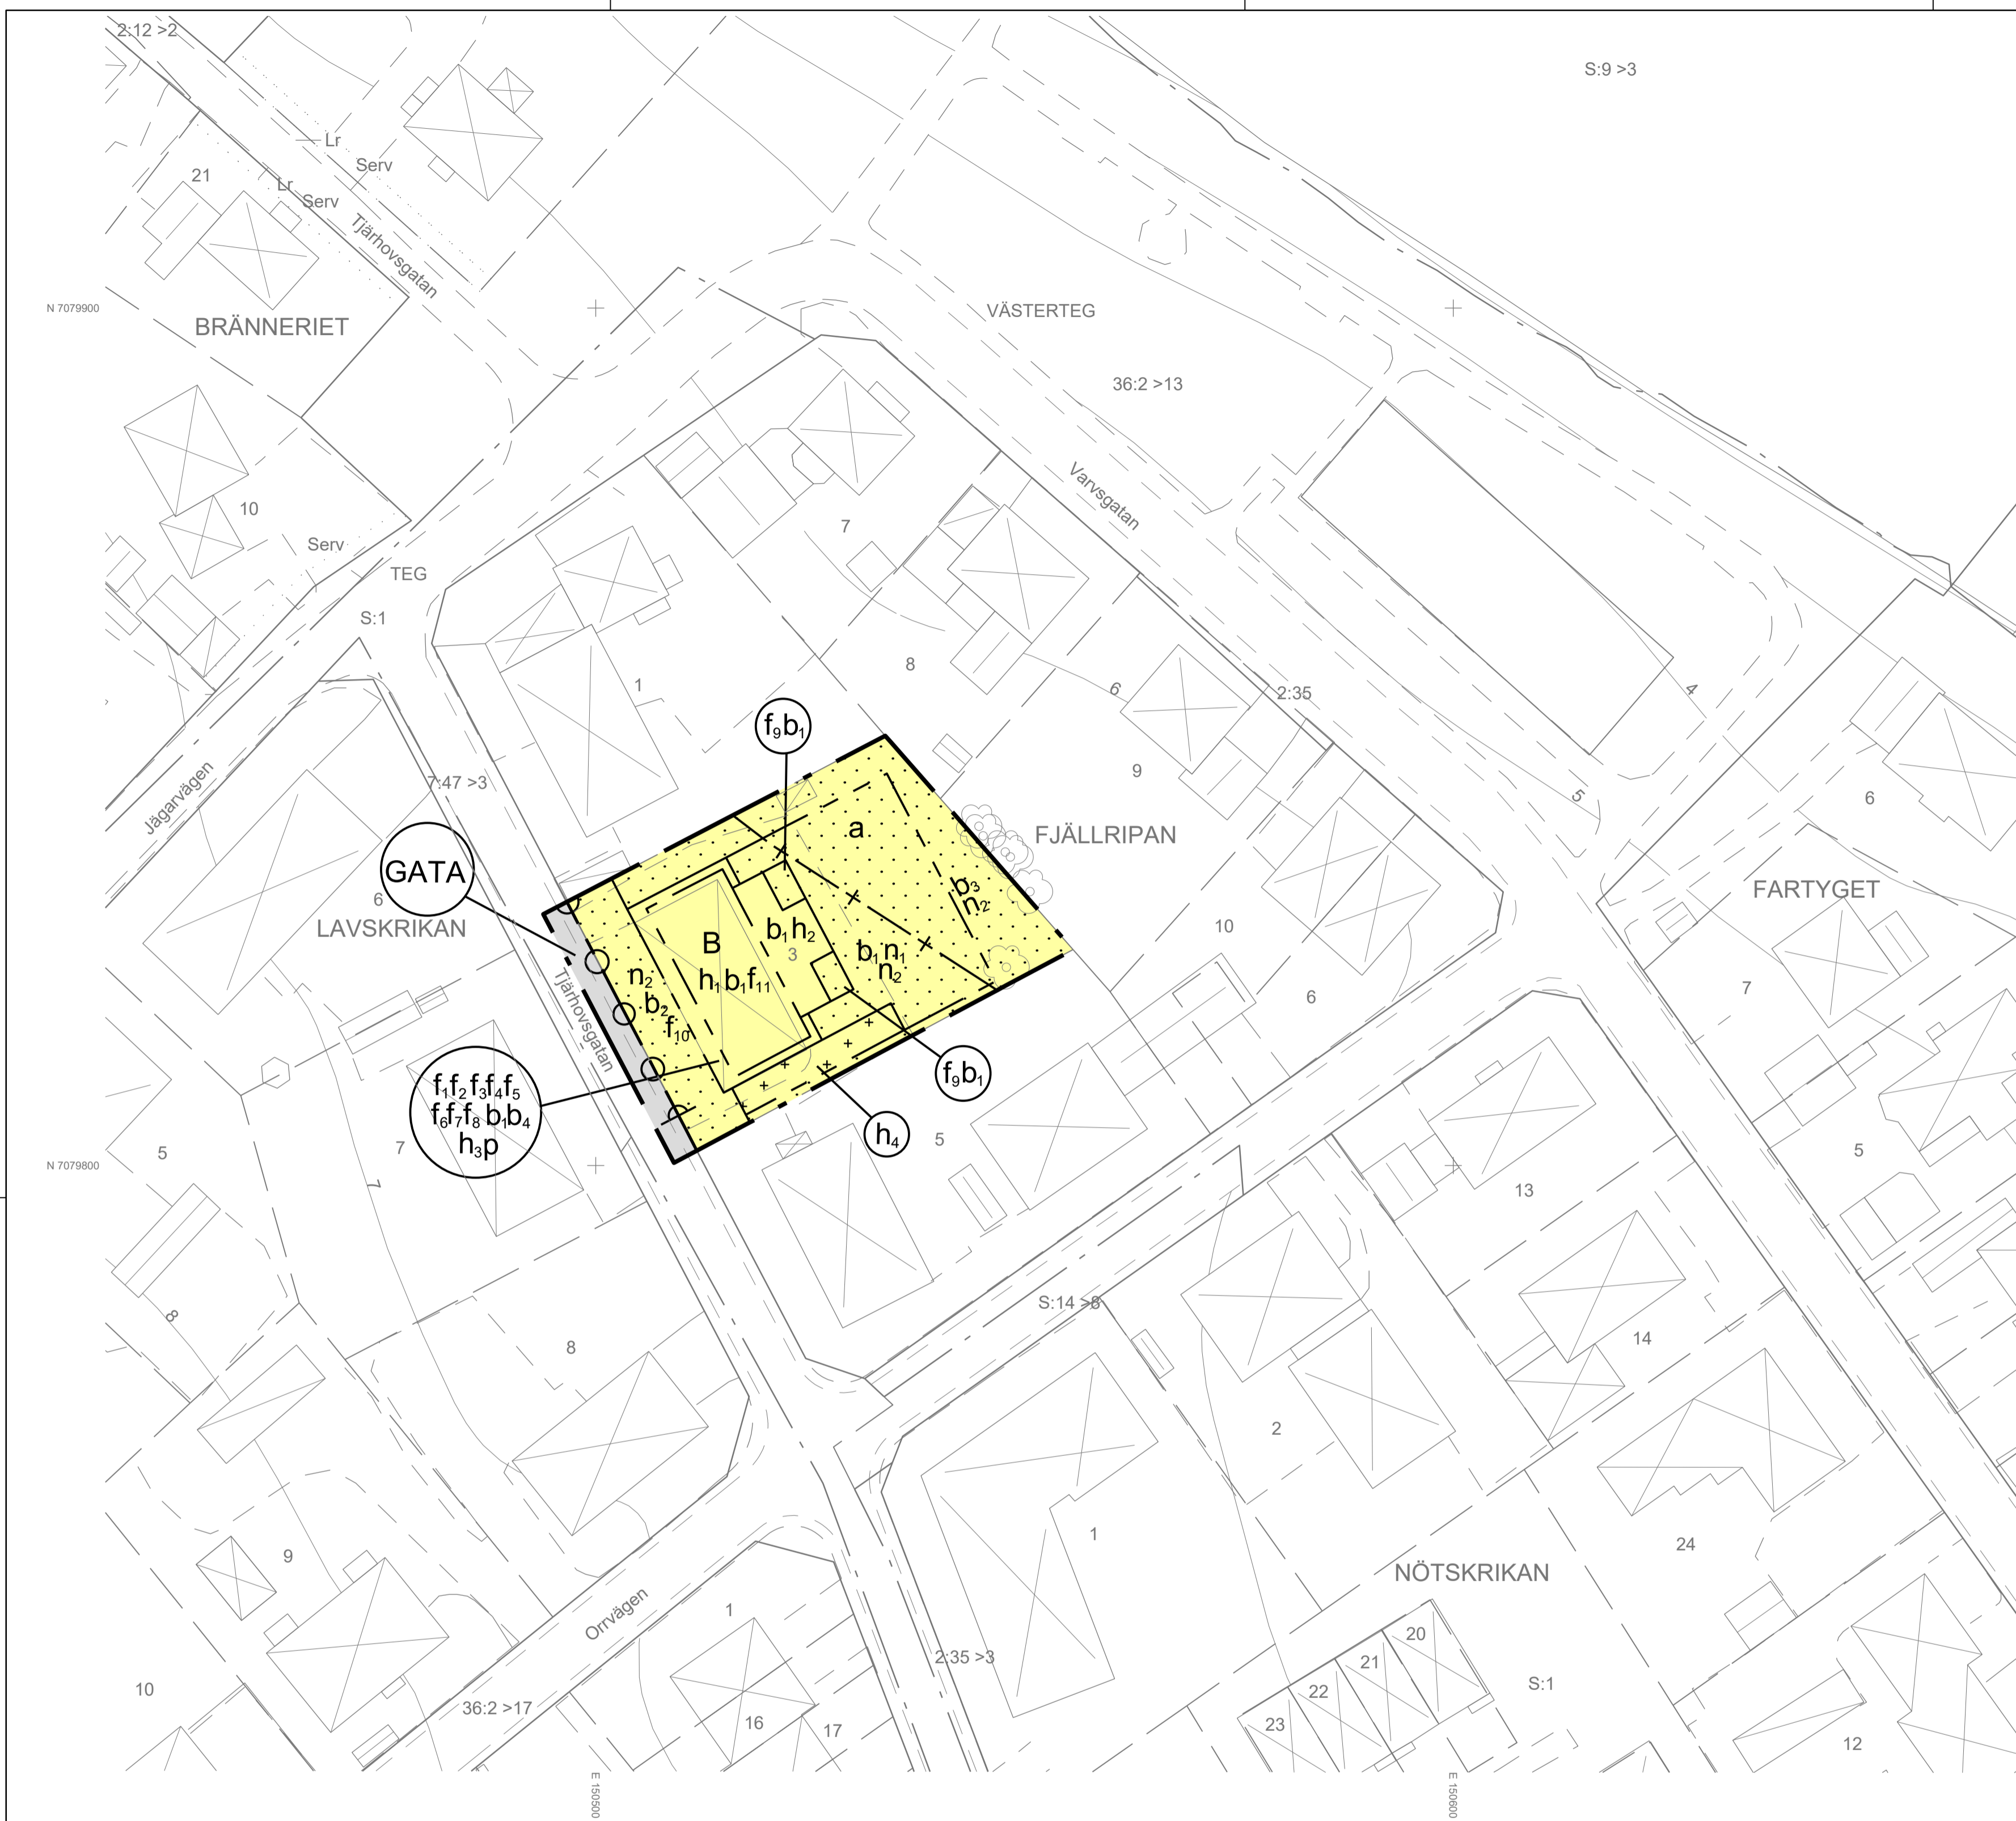 2:12 >2
S:9 >3
Lr
Serv
21
Lr
Serv
Tjärhovsgatan
N 7079900
BRÄNNERIET
VÄSTERTEG
36:2 >13
Varvsgatan
10
7
Serv
TEG
S:1
8
1
6
2:35
4
f₉b₁
7:47 >3
9
5
6
Jägarvägen
a
FJÄLLRIPAN
GATA
6
b₃
n₂
FARTYGET
LAVSKRIKAN
10
B
b₁h₂
3
b₁n₁
n₂
h₁b₁f₁₁
n₂
b₂
f₁₀
Tjärhovsgatan
6
7
f₉b₁
f₁f₂f₃f₄f₅
f₆f₇f₈b₁b₄
h₃p
h₄
5
7
5
5
N 7079800
7
13
8
S:14 >8
8
14
2
1
9
24
NÖTSKRIKAN
Orrvägen
1
20
2:35 >3
21
22
S:1
10
36:2 >17
16
17
23
12
E 150500
E 150600